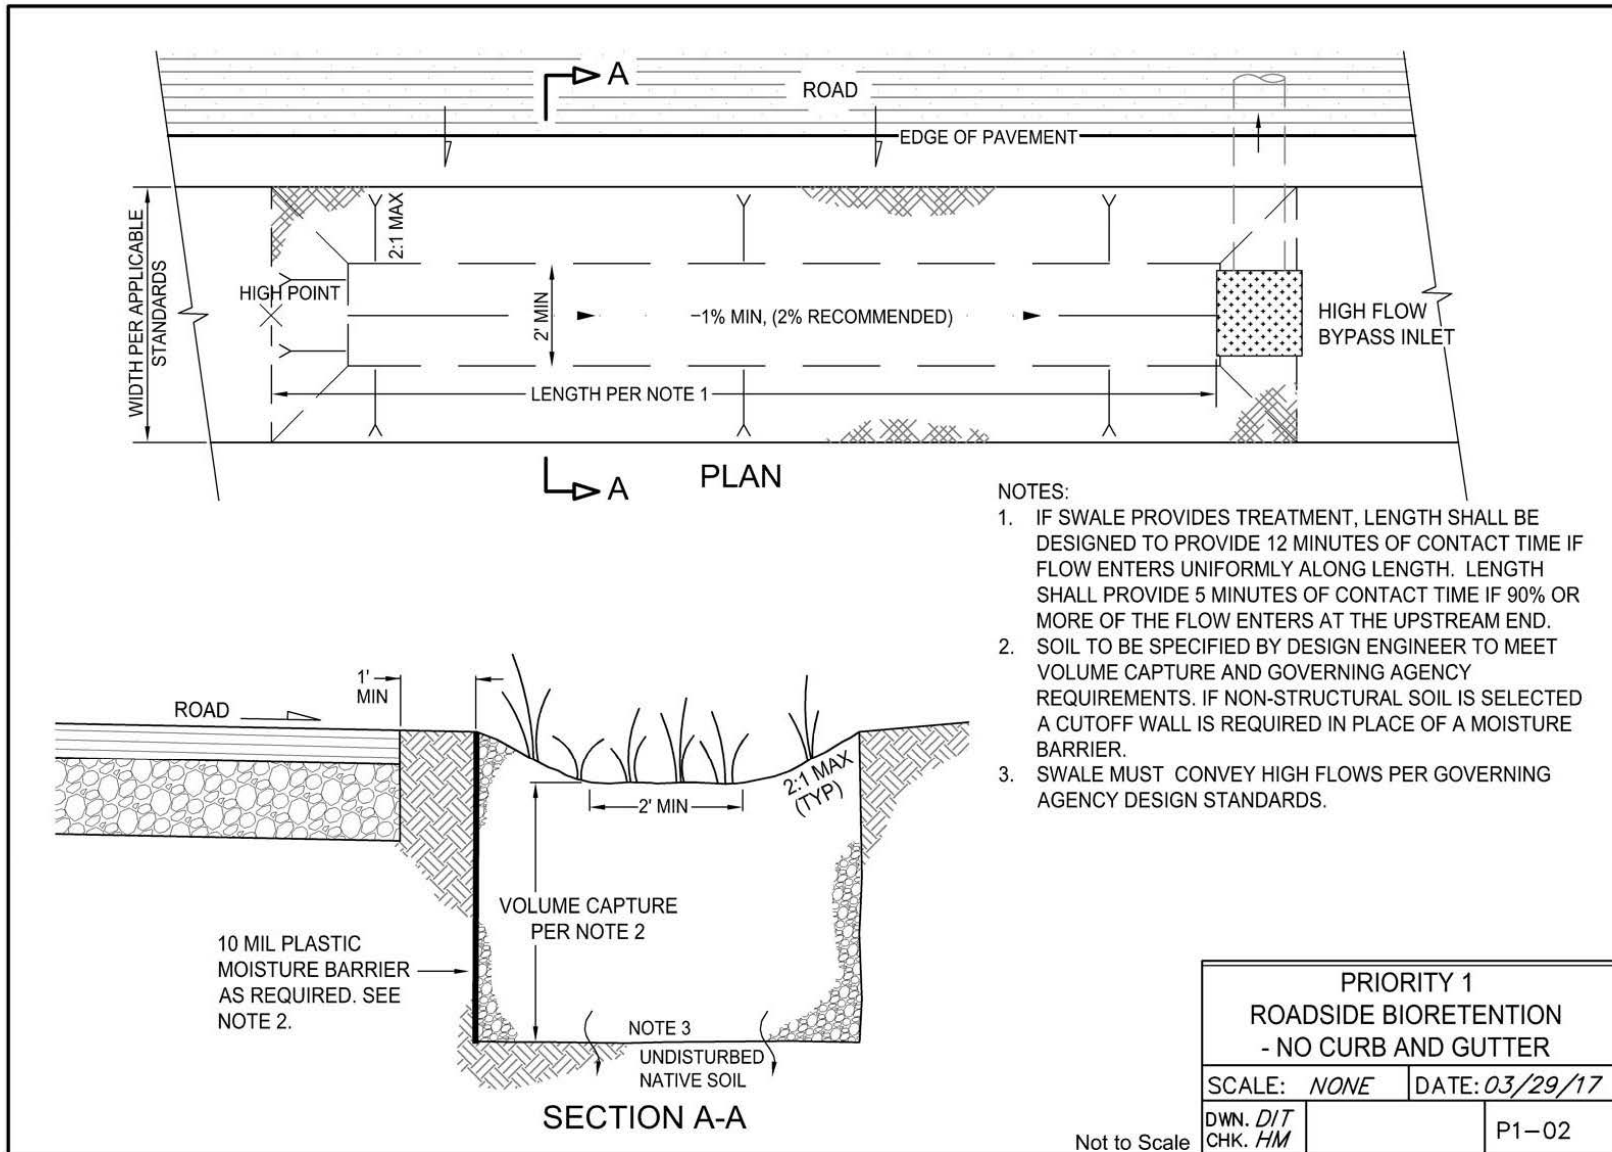 A
ROAD
EDGE OF PAVEMENT
WIDTH PER APPLICABLE
STANDARDS
2:1 MAX
HIGH POINT
2' MIN
1% MIN, (2% RECOMMENDED)
HIGH FLOW
BYPASS INLET
LENGTH PER NOTE 1
A
PLAN
NOTES:
1. IF SWALE PROVIDES TREATMENT, LENGTH SHALL BE
DESIGNED TO PROVIDE 12 MINUTES OF CONTACT TIME IF
FLOW ENTERS UNIFORMLY ALONG LENGTH. LENGTH
SHALL PROVIDE 5 MINUTES OF CONTACT TIME IF 90% OR
MORE OF THE FLOW ENTERS AT THE UPSTREAM END.
2. SOIL TO BE SPECIFIED BY DESIGN ENGINEER TO MEET
VOLUME CAPTURE AND GOVERNING AGENCY
REQUIREMENTS. IF NON-STRUCTURAL SOIL IS SELECTED
A CUTOFF WALL IS REQUIRED IN PLACE OF A MOISTURE
BARRIER.
3. SWALE MUST CONVEY HIGH FLOWS PER GOVERNING
AGENCY DESIGN STANDARDS.
1'
MIN
ROAD
2' MIN
2:1 MAX
(TYP)
VOLUME CAPTURE
PER NOTE 2
10 MIL PLASTIC
MOISTURE BARRIER
AS REQUIRED. SEE
NOTE 2.
NOTE 3
UNDISTURBED
NATIVE SOIL
SECTION A-A
Not to Scale
PRIORITY 1
ROADSIDE BIORETENTION
- NO CURB AND GUTTER
SCALE: NONE
DATE: 03/29/17
DWN. DIT
CHK. HM
P1-02